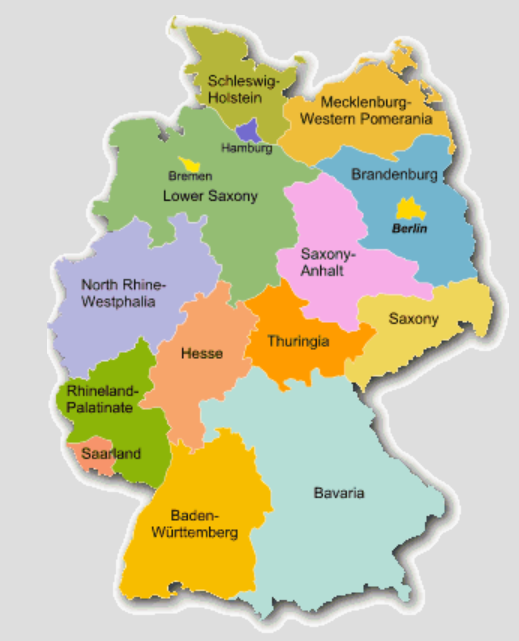 Schleswig-
Holstein
Mecklenburg-
Western Pomerania
Hamburg
Bremen
Lower Saxony
Brandenburg
Berlin
Saxony-
Anhalt
North Rhine-
Westphalia
Saxony
Thuringia
Hesse
Rhineland-
Palatinate
Saarland
Bavaria
Baden-
Württemberg